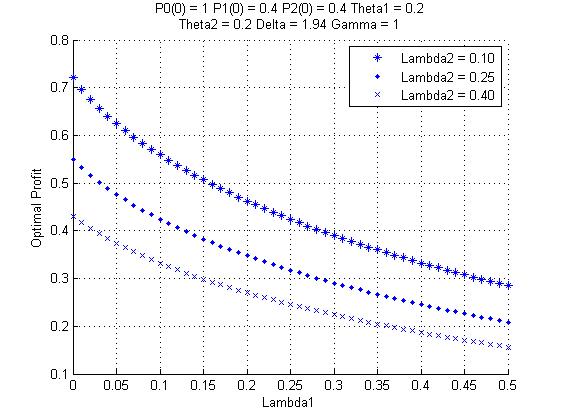 P0(0) = 1 P1(0) = 0.4 P2(0) = 0.4 Theta1 = 0.2
Theta2 = 0.2 Delta = 1.94 Gamma = 1
0.8
Lambda2 = 0.10
Lambda2 = 0.25
Lambda2 = 0.40
0.7
0.6
0.5
0.4
0.3
0.2
0.1
Optimal Profit
0 0.05 0.1 0.15 0.2 0.25 0.3 0.35 0.4 0.45 0.5
Lambda1